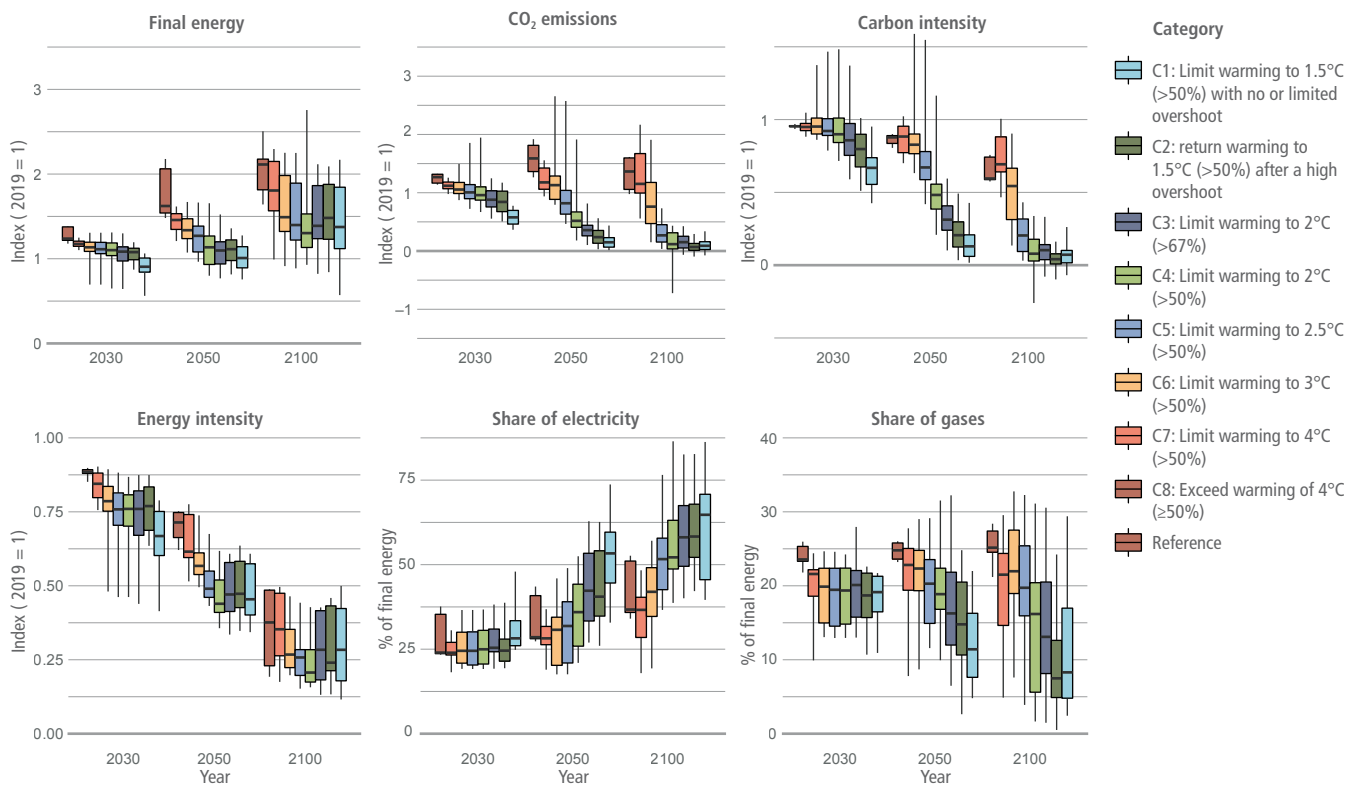 Final energy
Index ( 2019 = 1)
3
2
1
0
2030 2050 2100
CO2 emissions
Index ( 2019 = 1)
3
2
1
0
−1
2030 2050 2100
Carbon intensity
Index ( 2019 = 1)
1
0
2030 2050 2100
Energy intensity
Index ( 2019 = 1)
1.00
0.75
0.50
0.25
0.00
2030 2050 2100
Year
Share of electricity
% of final energy
75
50
25
0
2030 2050 2100
Year
Share of gases
% of final energy
40
30
20
10
0
2030 2050 2100
Year
Category
C1: Limit warming to 1.5°C
(>50%) with no or limited
overshoot
C2: return warming to
1.5°C (>50%) after a high
overshoot
C3: Limit warming to 2°C
(>67%)
C4: Limit warming to 2°C
(>50%)
C5: Limit warming to 2.5°C
(>50%)
C6: Limit warming to 3°C
(>50%)
C7: Limit warming to 4°C
(>50%)
C8: Exceed warming of 4°C
(≥50%)
Reference